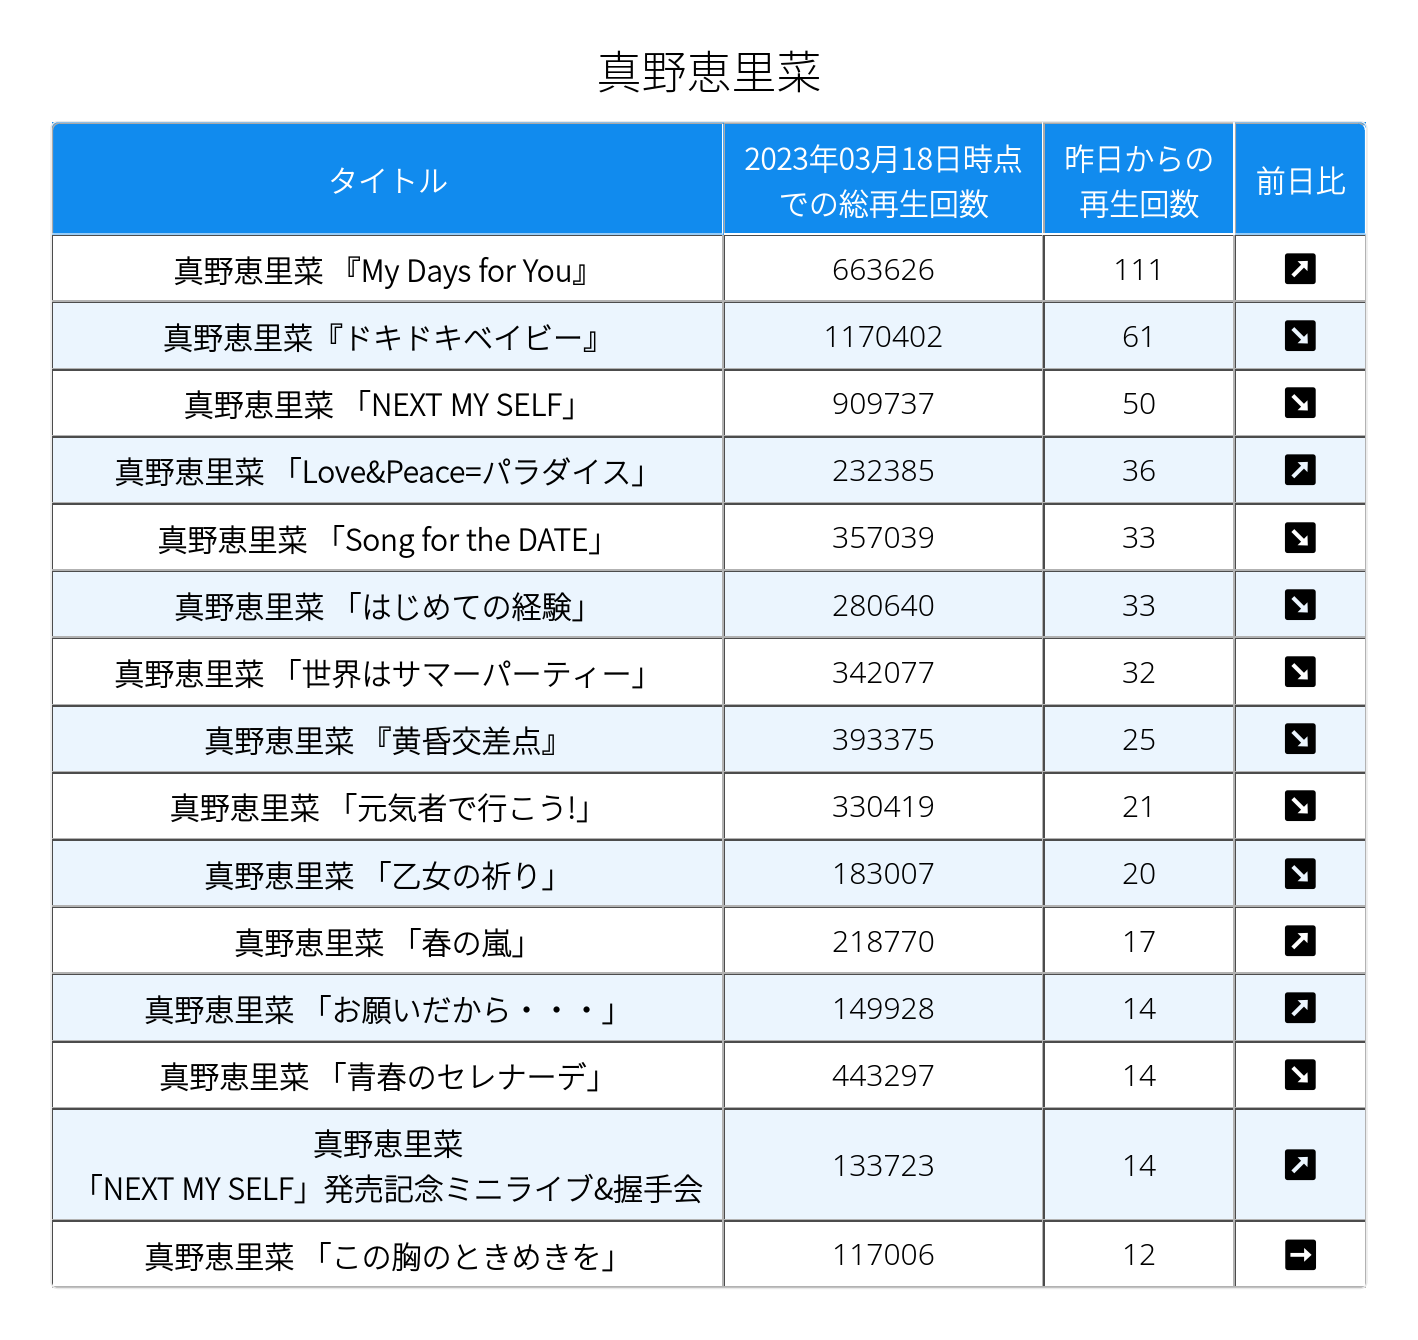 真野恵里菜
タイトル
2023年03月18日時点
での総再生回数
昨日からの
再生回数
前日比
真野恵里菜 『My Days for You』 663626 111 ↗
真野恵里菜『ドキドキベイビー』 1170402 61 ↘
真野恵里菜 「NEXT MY SELF」 909737 50 ↘
真野恵里菜 「Love&Peace=パラダイス」 232385 36 ↗
真野恵里菜 「Song for the DATE」 357039 33 ↘
真野恵里菜 「はじめての経験」 280640 33 ↘
真野恵里菜 「世界はサマーパーティー」 342077 32 ↘
真野恵里菜 『黄昏交差点』 393375 25 ↘
真野恵里菜 「元気者で行こう!」 330419 21 ↘
真野恵里菜 「乙女の祈り」 183007 20 ↘
真野恵里菜 「春の嵐」 218770 17 ↗
真野恵里菜 「お願いだから・・・」 149928 14 ↗
真野恵里菜 「青春のセレナーデ」 443297 14 ↘
真野恵里菜
「NEXT MY SELF」発売記念ミニライブ&握手会 133723 14 ↗
真野恵里菜 「この胸のときめきを」 117006 12 →